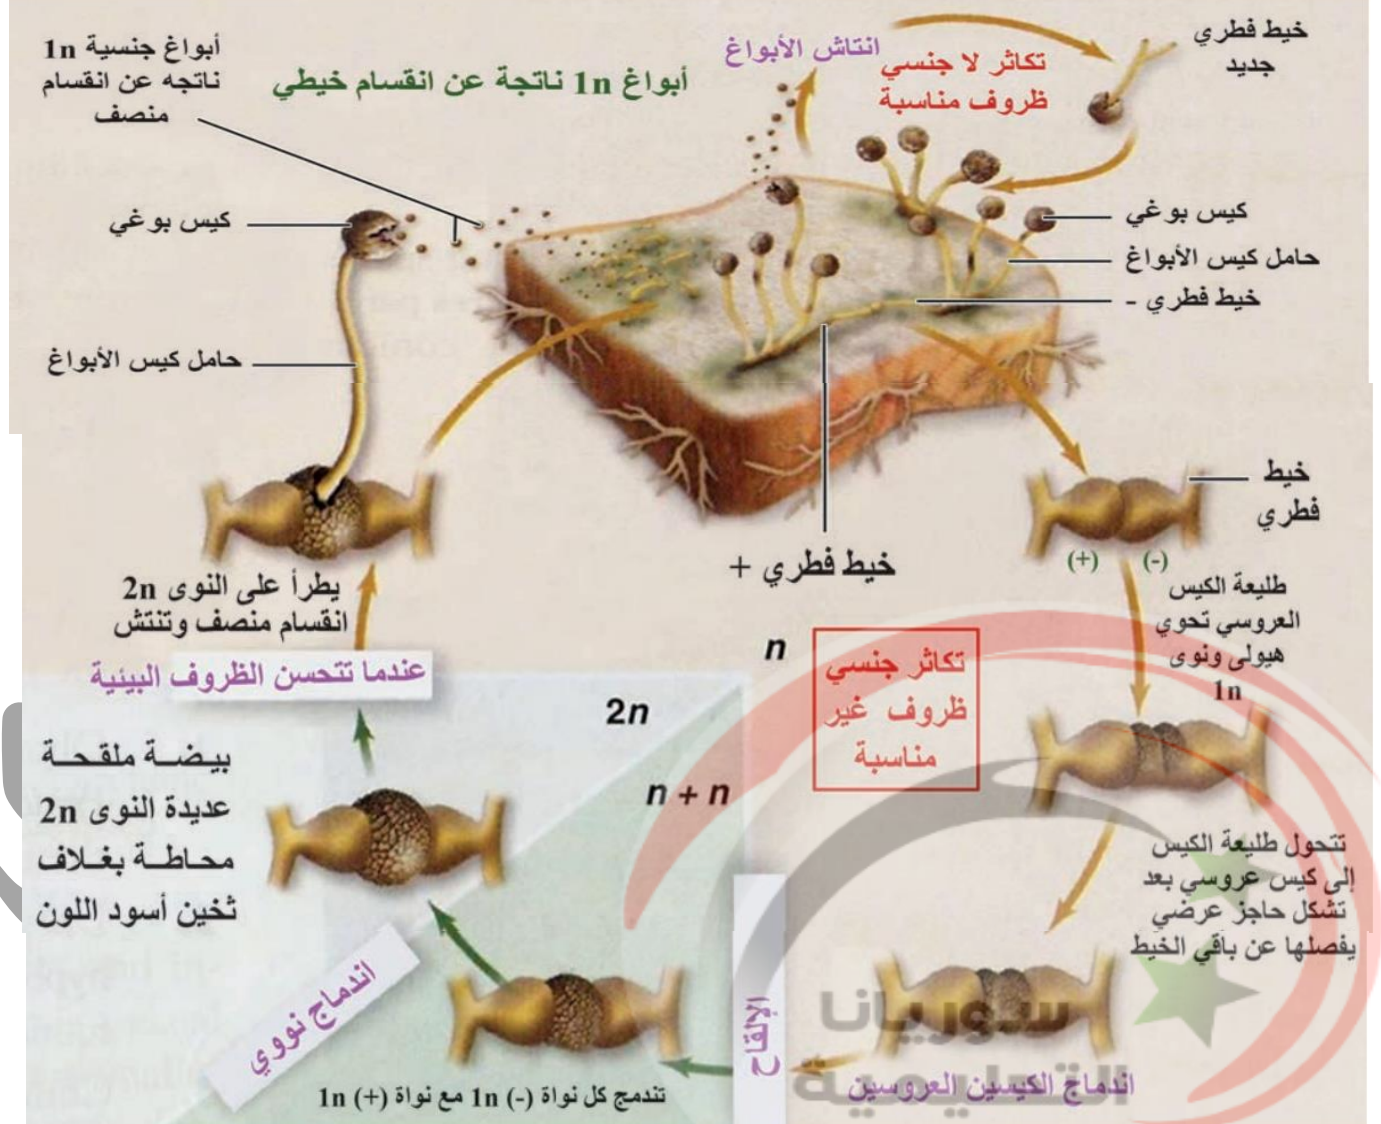 أبواغ جنسية 1n
ناتجه عن انقسام
منصف
أبواغ 1n ناتجة عن انقسام خيطي
انتاش الأبواغ
تكاثر لا جنسي
ظروف مناسبة
خيط فطري
جديد
كيس بوغي
حامل كيس الأبواغ
خيط فطري -
كيس بوغي
حامل كيس الأبواغ
خيط
فطري
(+) (-)
خيط فطري +
طليعة الكيس
العروسي تحوي
هيولى ونوى
1n
يطرأ على النوى 2n
انقسام منصف وتنتش
عندما تتحسن الظروف البيئية
n
تكاثر جنسي
ظروف غير
مناسبة
2n
n + n
بيضة ملقحة
عديدة النوى 2n
محاطة بغلاف
ثخين أسود اللون
تتحول طليعة الكيس
إلى كيس عروسي بعد
تشكل حاجز عرضي
يفصلها عن باقي الخيط
اندماج الكيسين العروسين
الإلقاح
اندماج نووي
تندمج كل نواة (-) 1n مع نواة (+) 1n
سوريانا
التعليمية